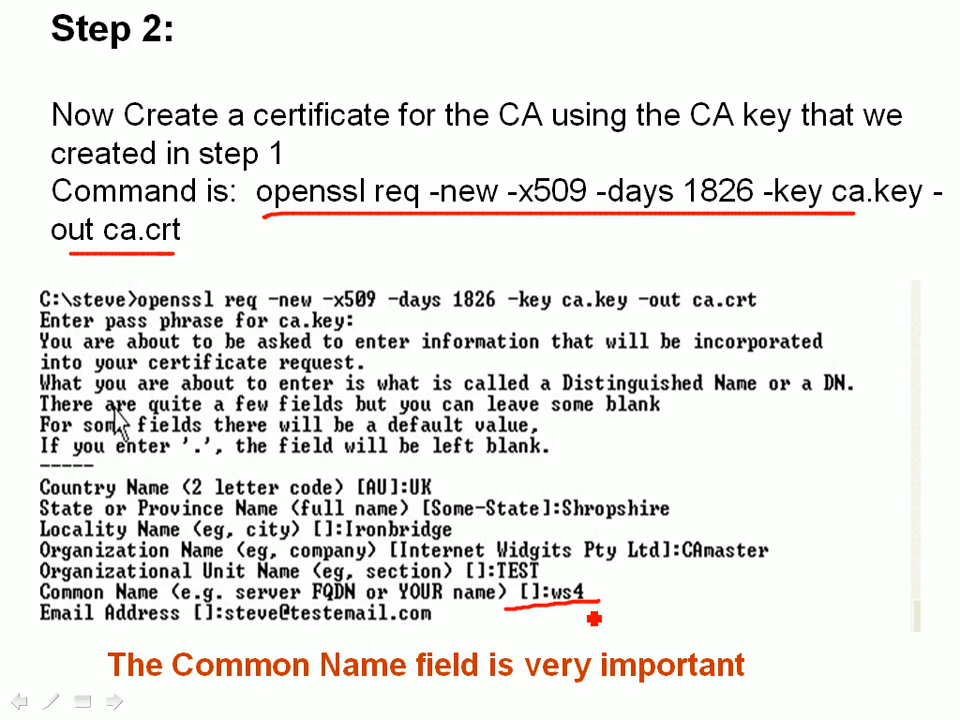 Step 2:
Now Create a certificate for the CA using the CA key that we
created in step 1
Command is:  openssl req -new -x509 -days 1826 -key ca.key -
out ca.crt
C:\steve>openssl req -new -x509 -days 1826 -key ca.key -out ca.crt
Enter pass phrase for ca.key:
You are about to be asked to enter information that will be incorporated
into your certificate request.
What you are about to enter is what is called a Distinguished Name or a DN.
There are quite a few fields but you can leave some blank
For some fields there will be a default value,
If you enter '.', the field will be left blank.
-----
Country Name (2 letter code) [AU]:UK
State or Province Name (full name) [Some-State]:Shropshire
Locality Name (eg, city) []:Ironbridge
Organization Name (eg, company) [Internet Widgits Pty Ltd]:CAmaster
Organizational Unit Name (eg, section) []:TEST
Common Name (e.g. server FQDN or YOUR name) []:ws4
Email Address []:steve@testemail.com
The Common Name field is very important